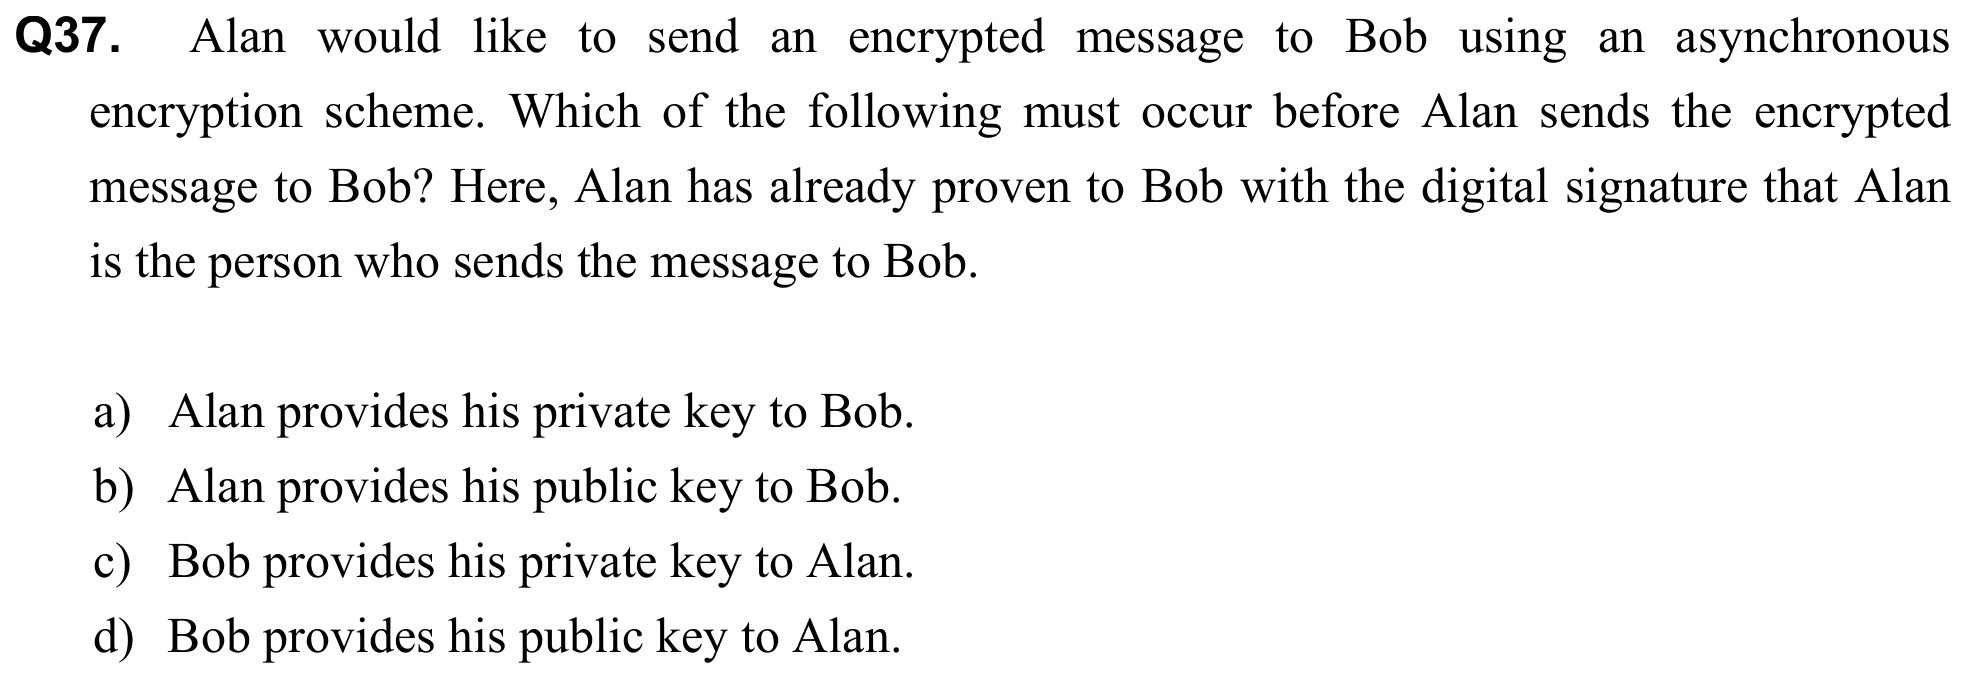 Q37. Alan would like to send an encrypted message to Bob using an asynchronous
encryption scheme. Which of the following must occur before Alan sends the encrypted
message to Bob? Here, Alan has already proven to Bob with the digital signature that Alan
is the person who sends the message to Bob.
a) Alan provides his private key to Bob.
b) Alan provides his public key to Bob.
c) Bob provides his private key to Alan.
d) Bob provides his public key to Alan.